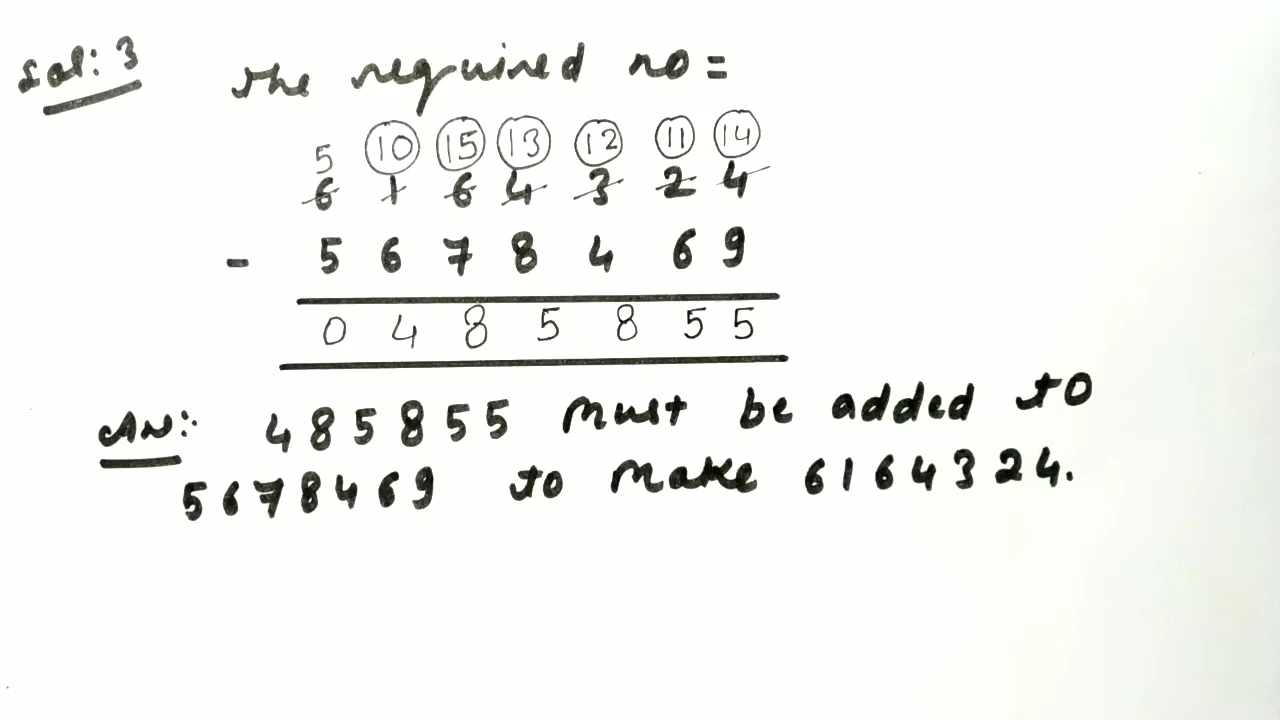 Sol: 3
The required no =
5 10 15 13 12 11 14
6 1 6 4 3 2 4
- 5 6 7 8 4 6 9
0 4 8 5 8 5 5
An: 485855 must be added to
5678469 to make 6164324.